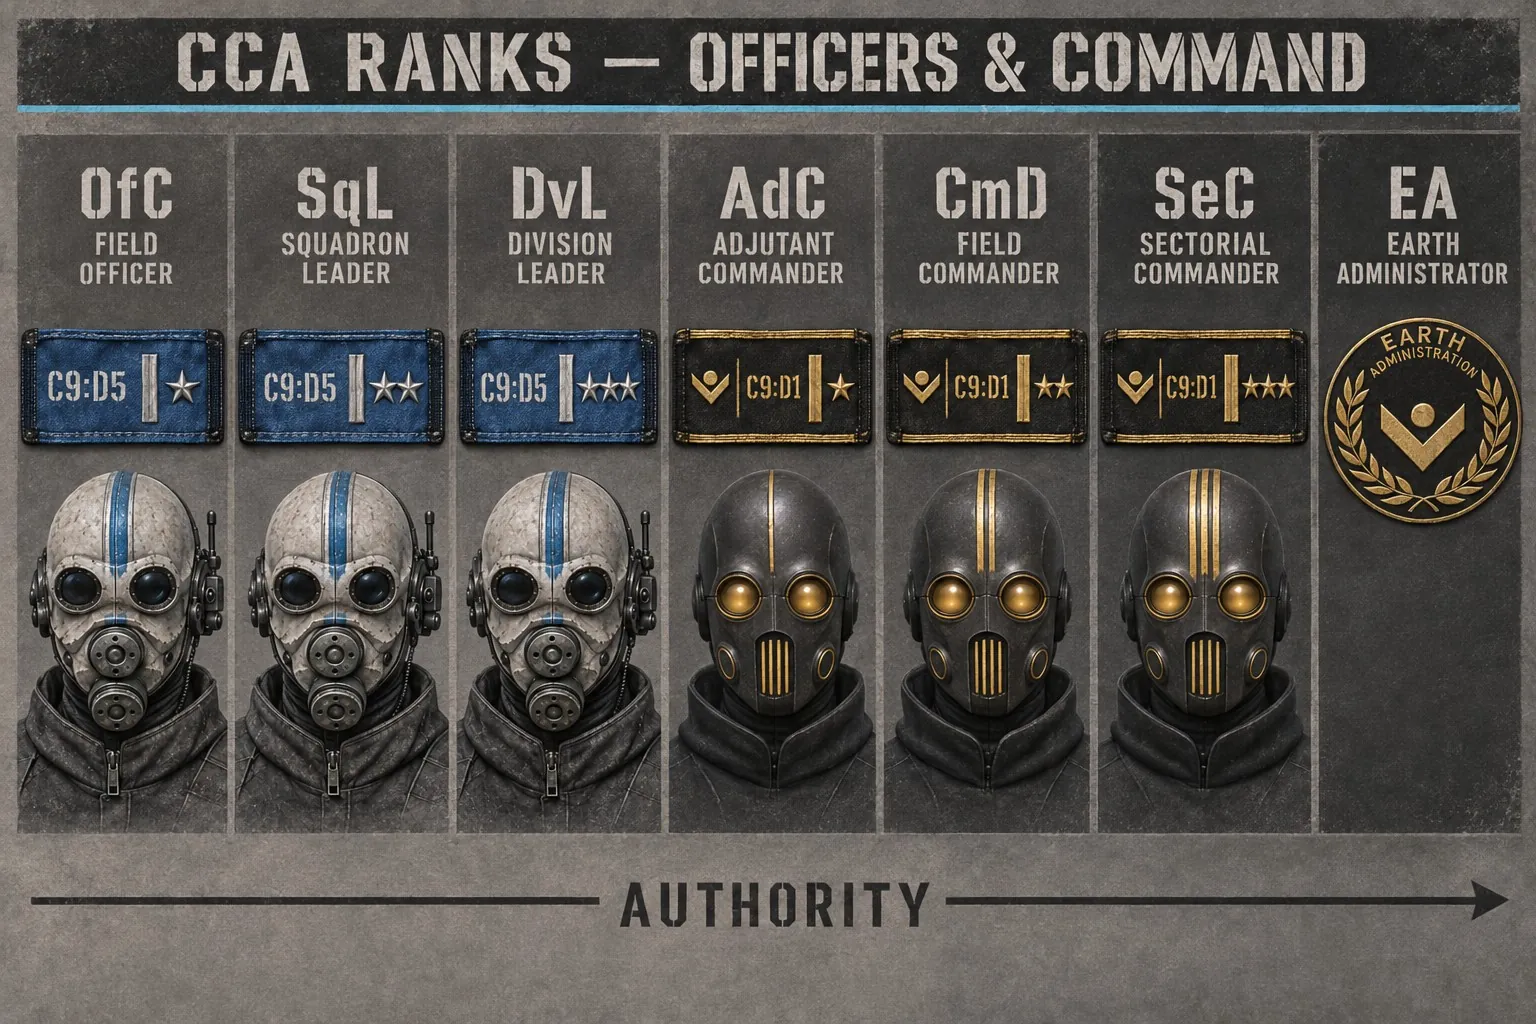 CCA RANKS — OFFICERS & COMMAND
OfC
FIELD
OFFICER
C9:D5
SqL
SQUADRON
LEADER
C9:D5
DvL
DIVISION
LEADER
C9:D5
AdC
ADJUTANT
COMMANDER
C9:D1
CmD
FIELD
COMMANDER
C9:D1
SeC
SECTORIAL
COMMANDER
C9:D1
EA
EARTH
ADMINISTRATOR
EARTH
ADMINISTRATION
AUTHORITY